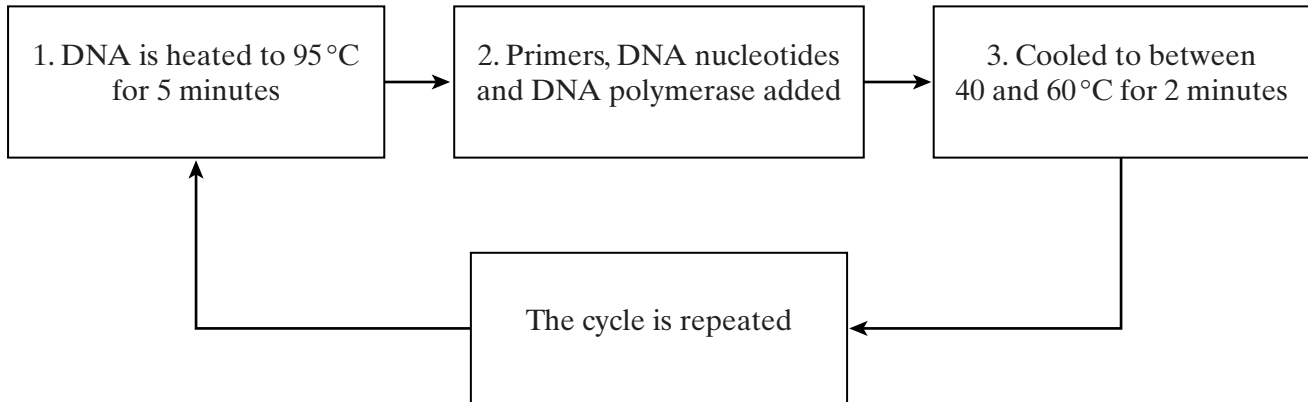 1. DNA is heated to 95 °C
for 5 minutes
2. Primers, DNA nucleotides
and DNA polymerase added
3. Cooled to between
40 and 60 °C for 2 minutes
The cycle is repeated